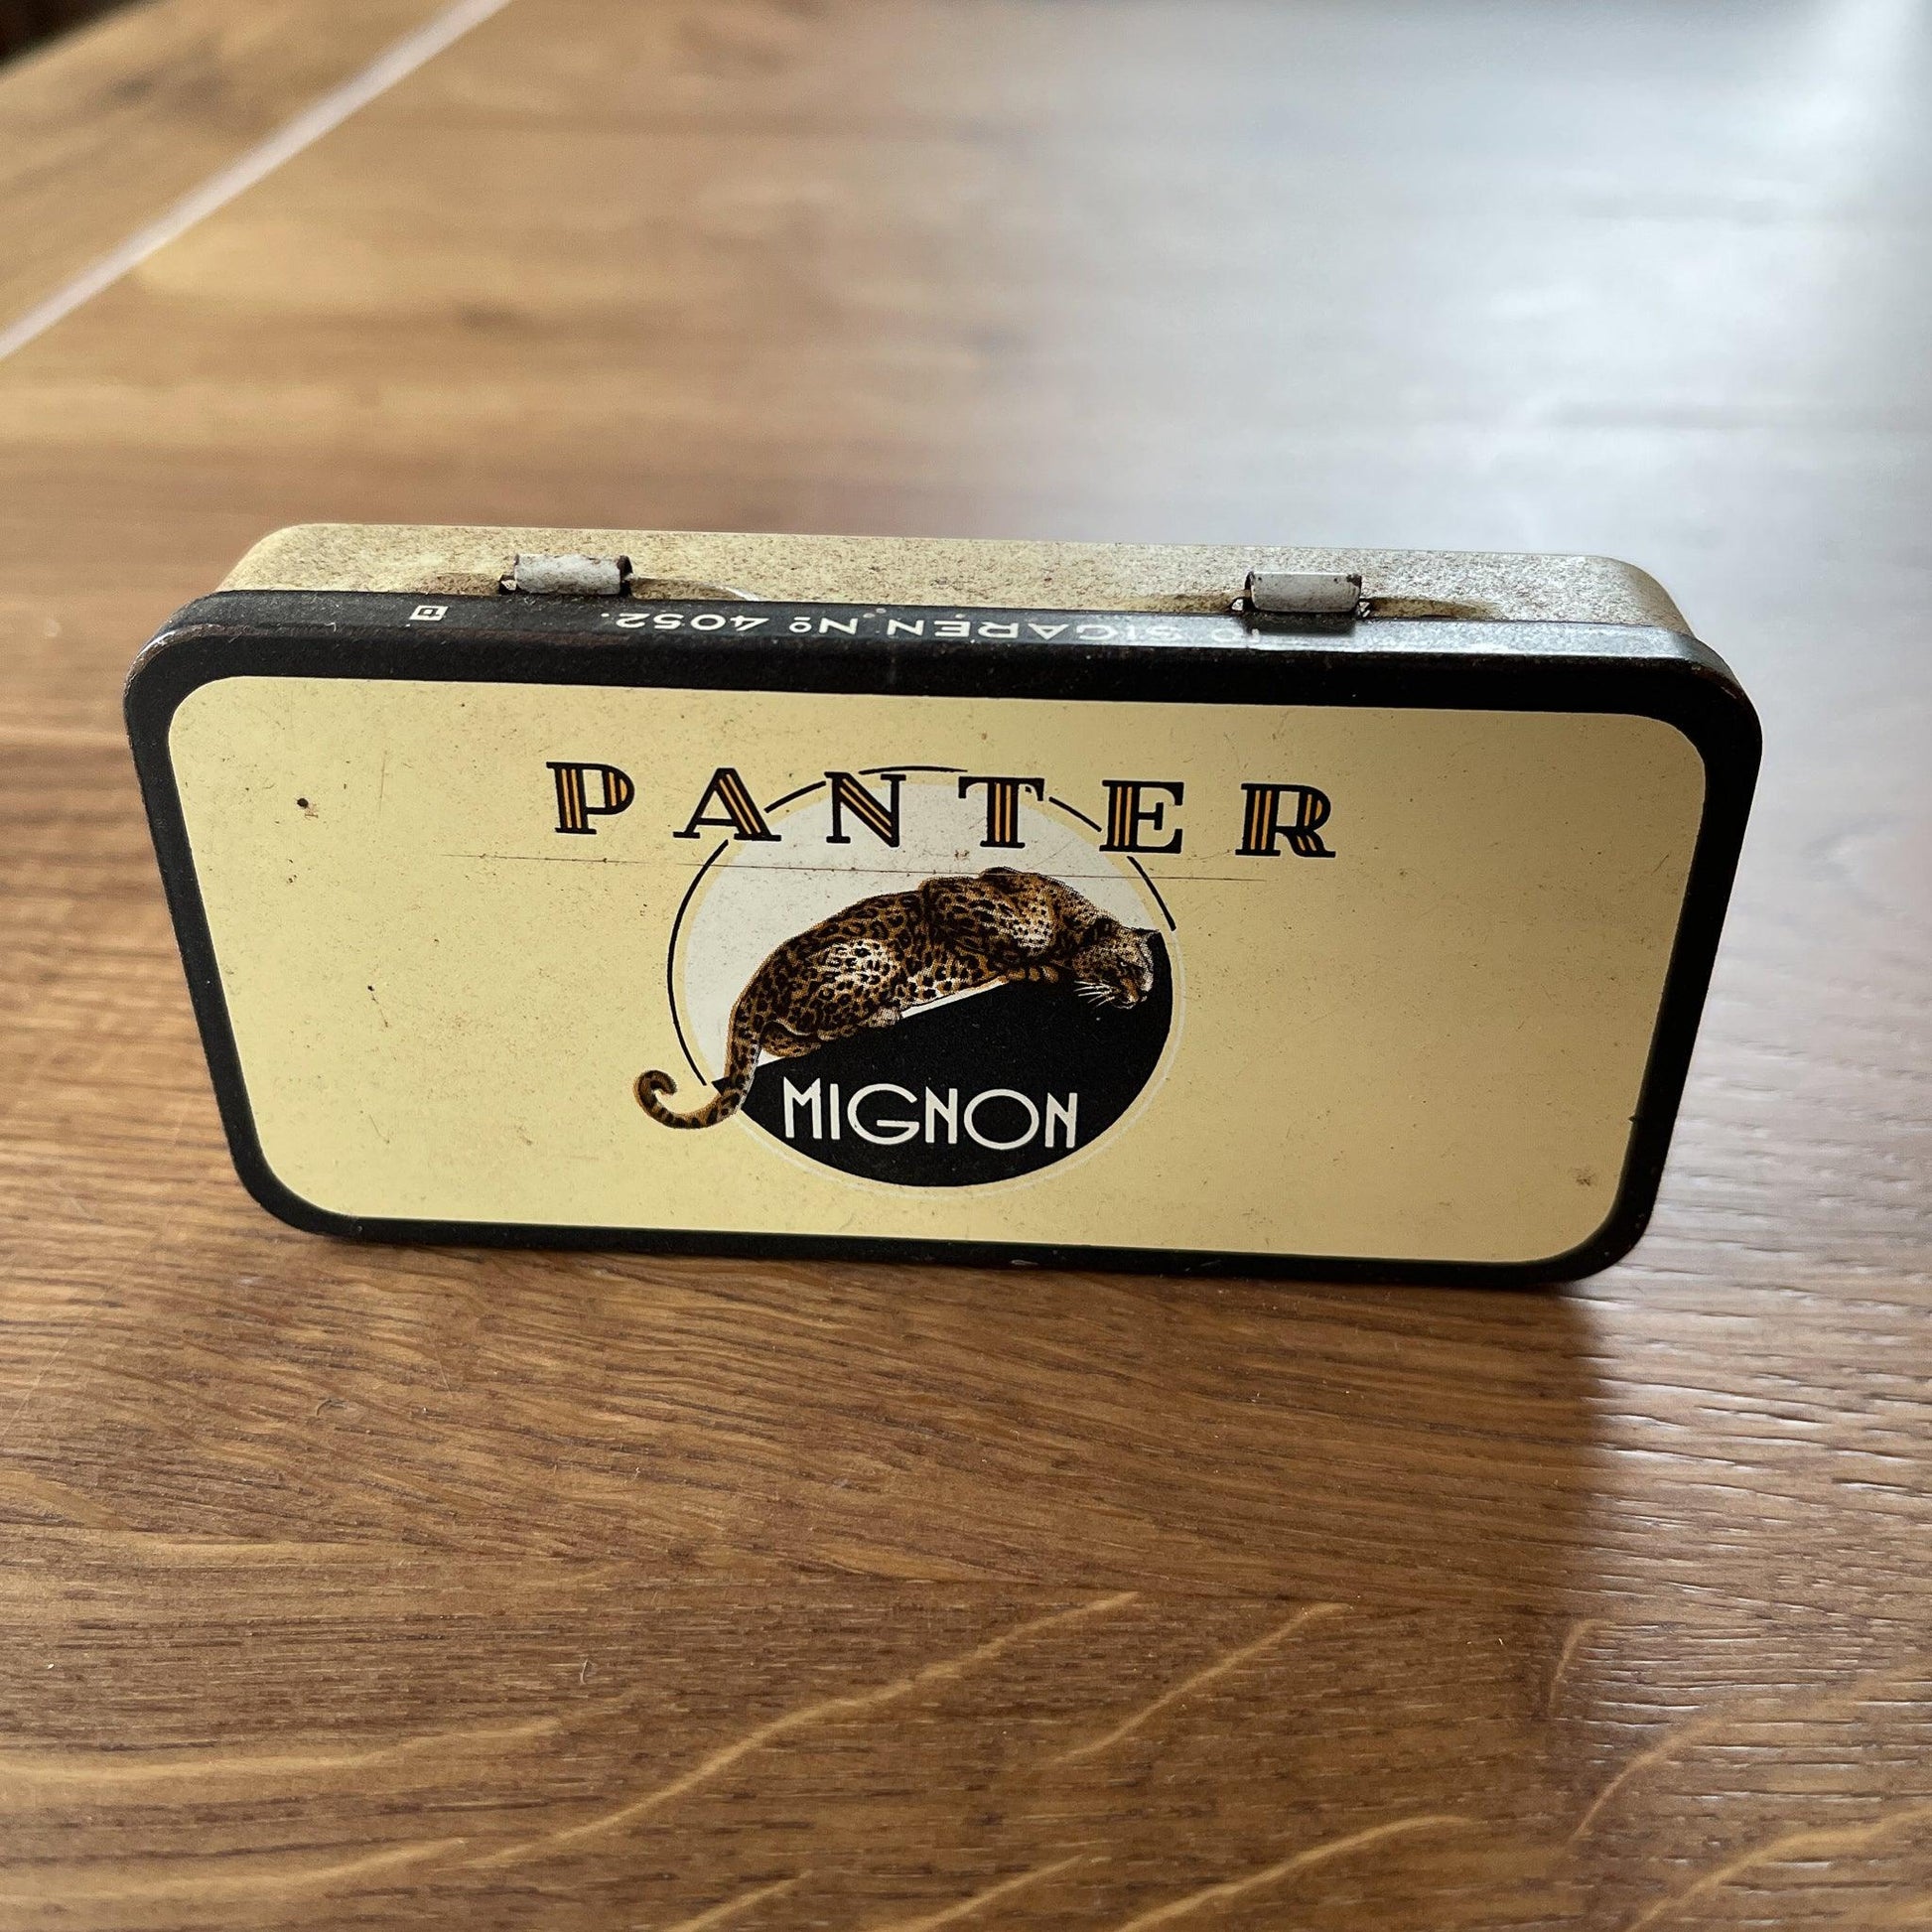 SIGAREN Nº 4052.
PANTER
MIGNON